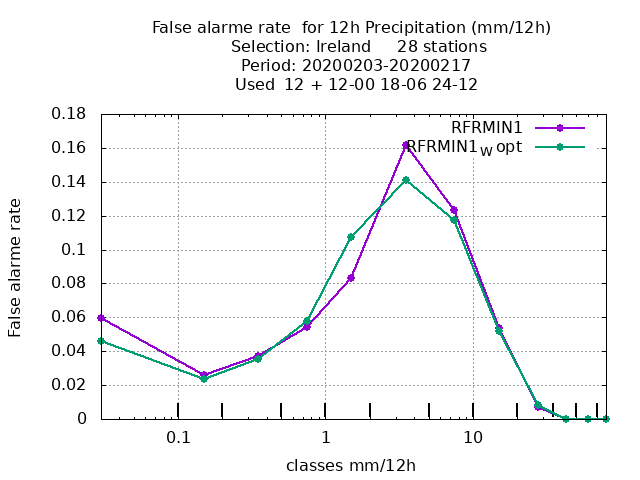 False alarme rate  for 12h Precipitation (mm/12h)
Selection: Ireland     28 stations
Period: 20200203-20200217
Used  12 + 12-00 18-06 24-12
RFRMIN1
RFRMIN1W opt
False alarme rate
0.18
0.16
0.14
0.12
0.1
0.08
0.06
0.04
0.02
0
0.1 1 10
classes mm/12h